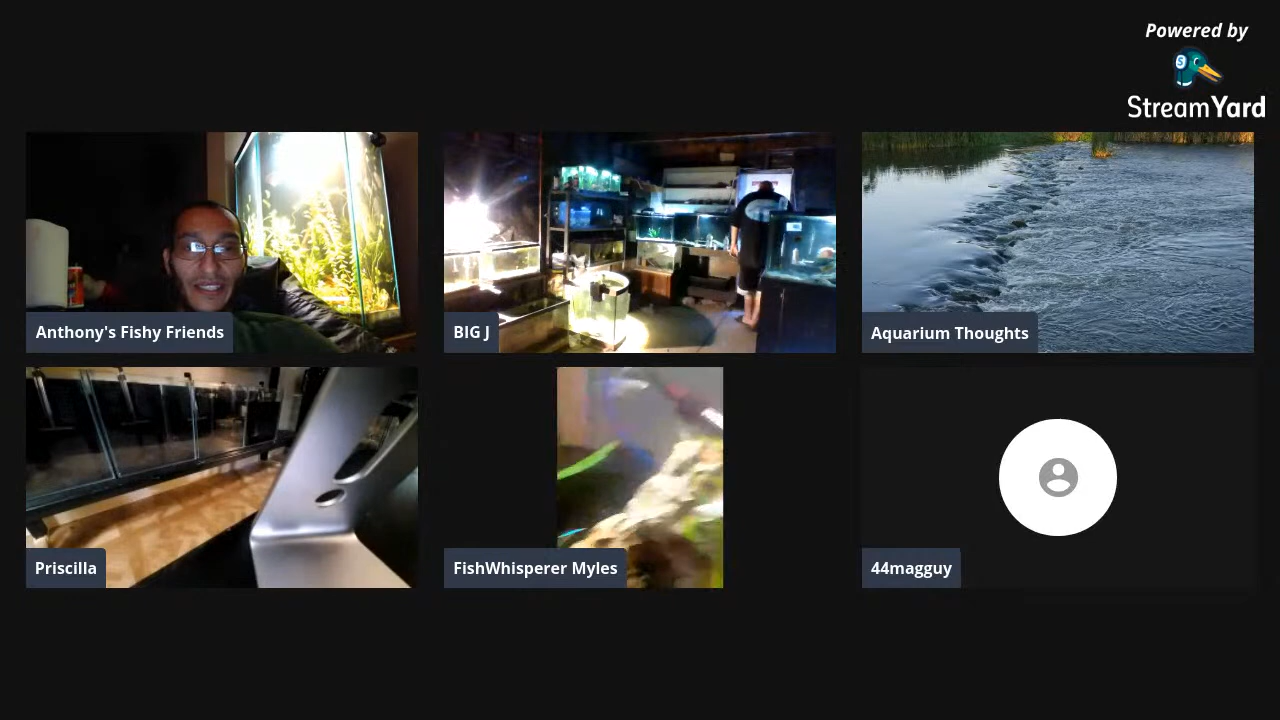 Powered by
StreamYard
Anthony's Fishy Friends
BIG J
Aquarium Thoughts
Priscilla
FishWhisperer Myles
44magguy